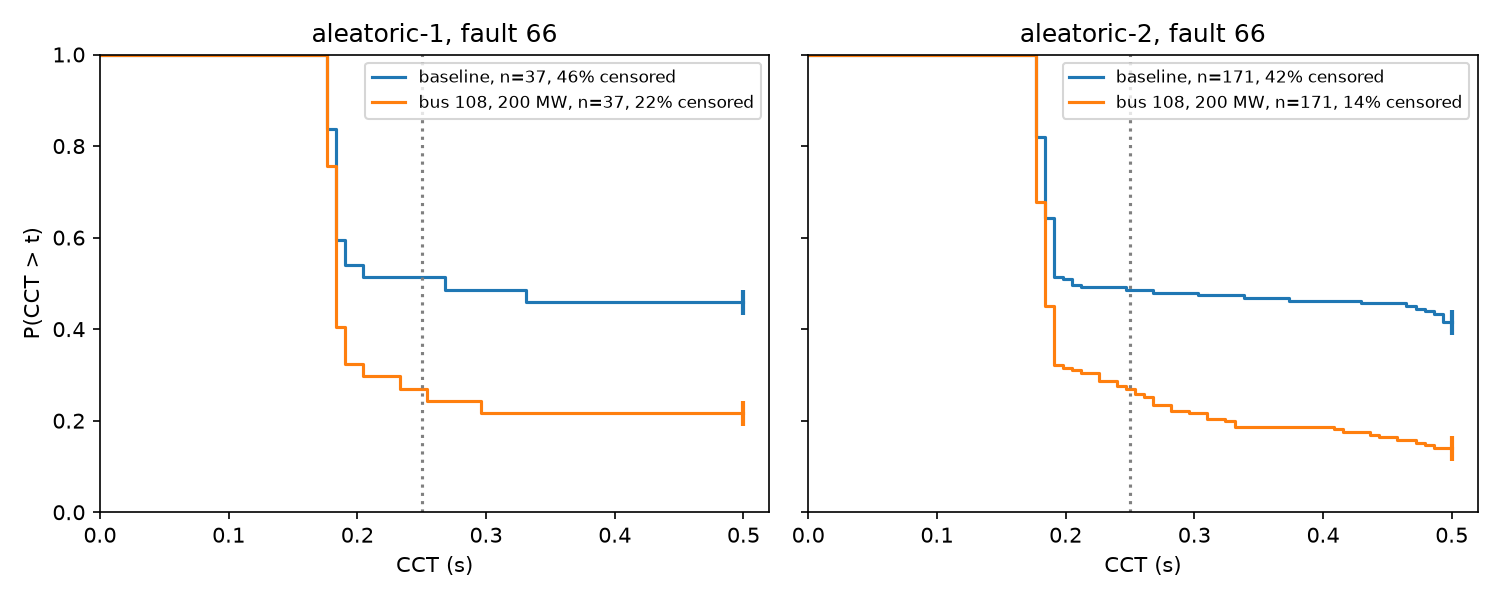 aleatoric-1, fault 66
baseline, n=37, 46% censored
bus 108, 200 MW, n=37, 22% censored
P(CCT > t)
1.0
0.8
0.6
0.4
0.2
0.0
0.0 0.1 0.2 0.3 0.4 0.5
CCT (s)
aleatoric-2, fault 66
baseline, n=171, 42% censored
bus 108, 200 MW, n=171, 14% censored
0.0 0.1 0.2 0.3 0.4 0.5
CCT (s)